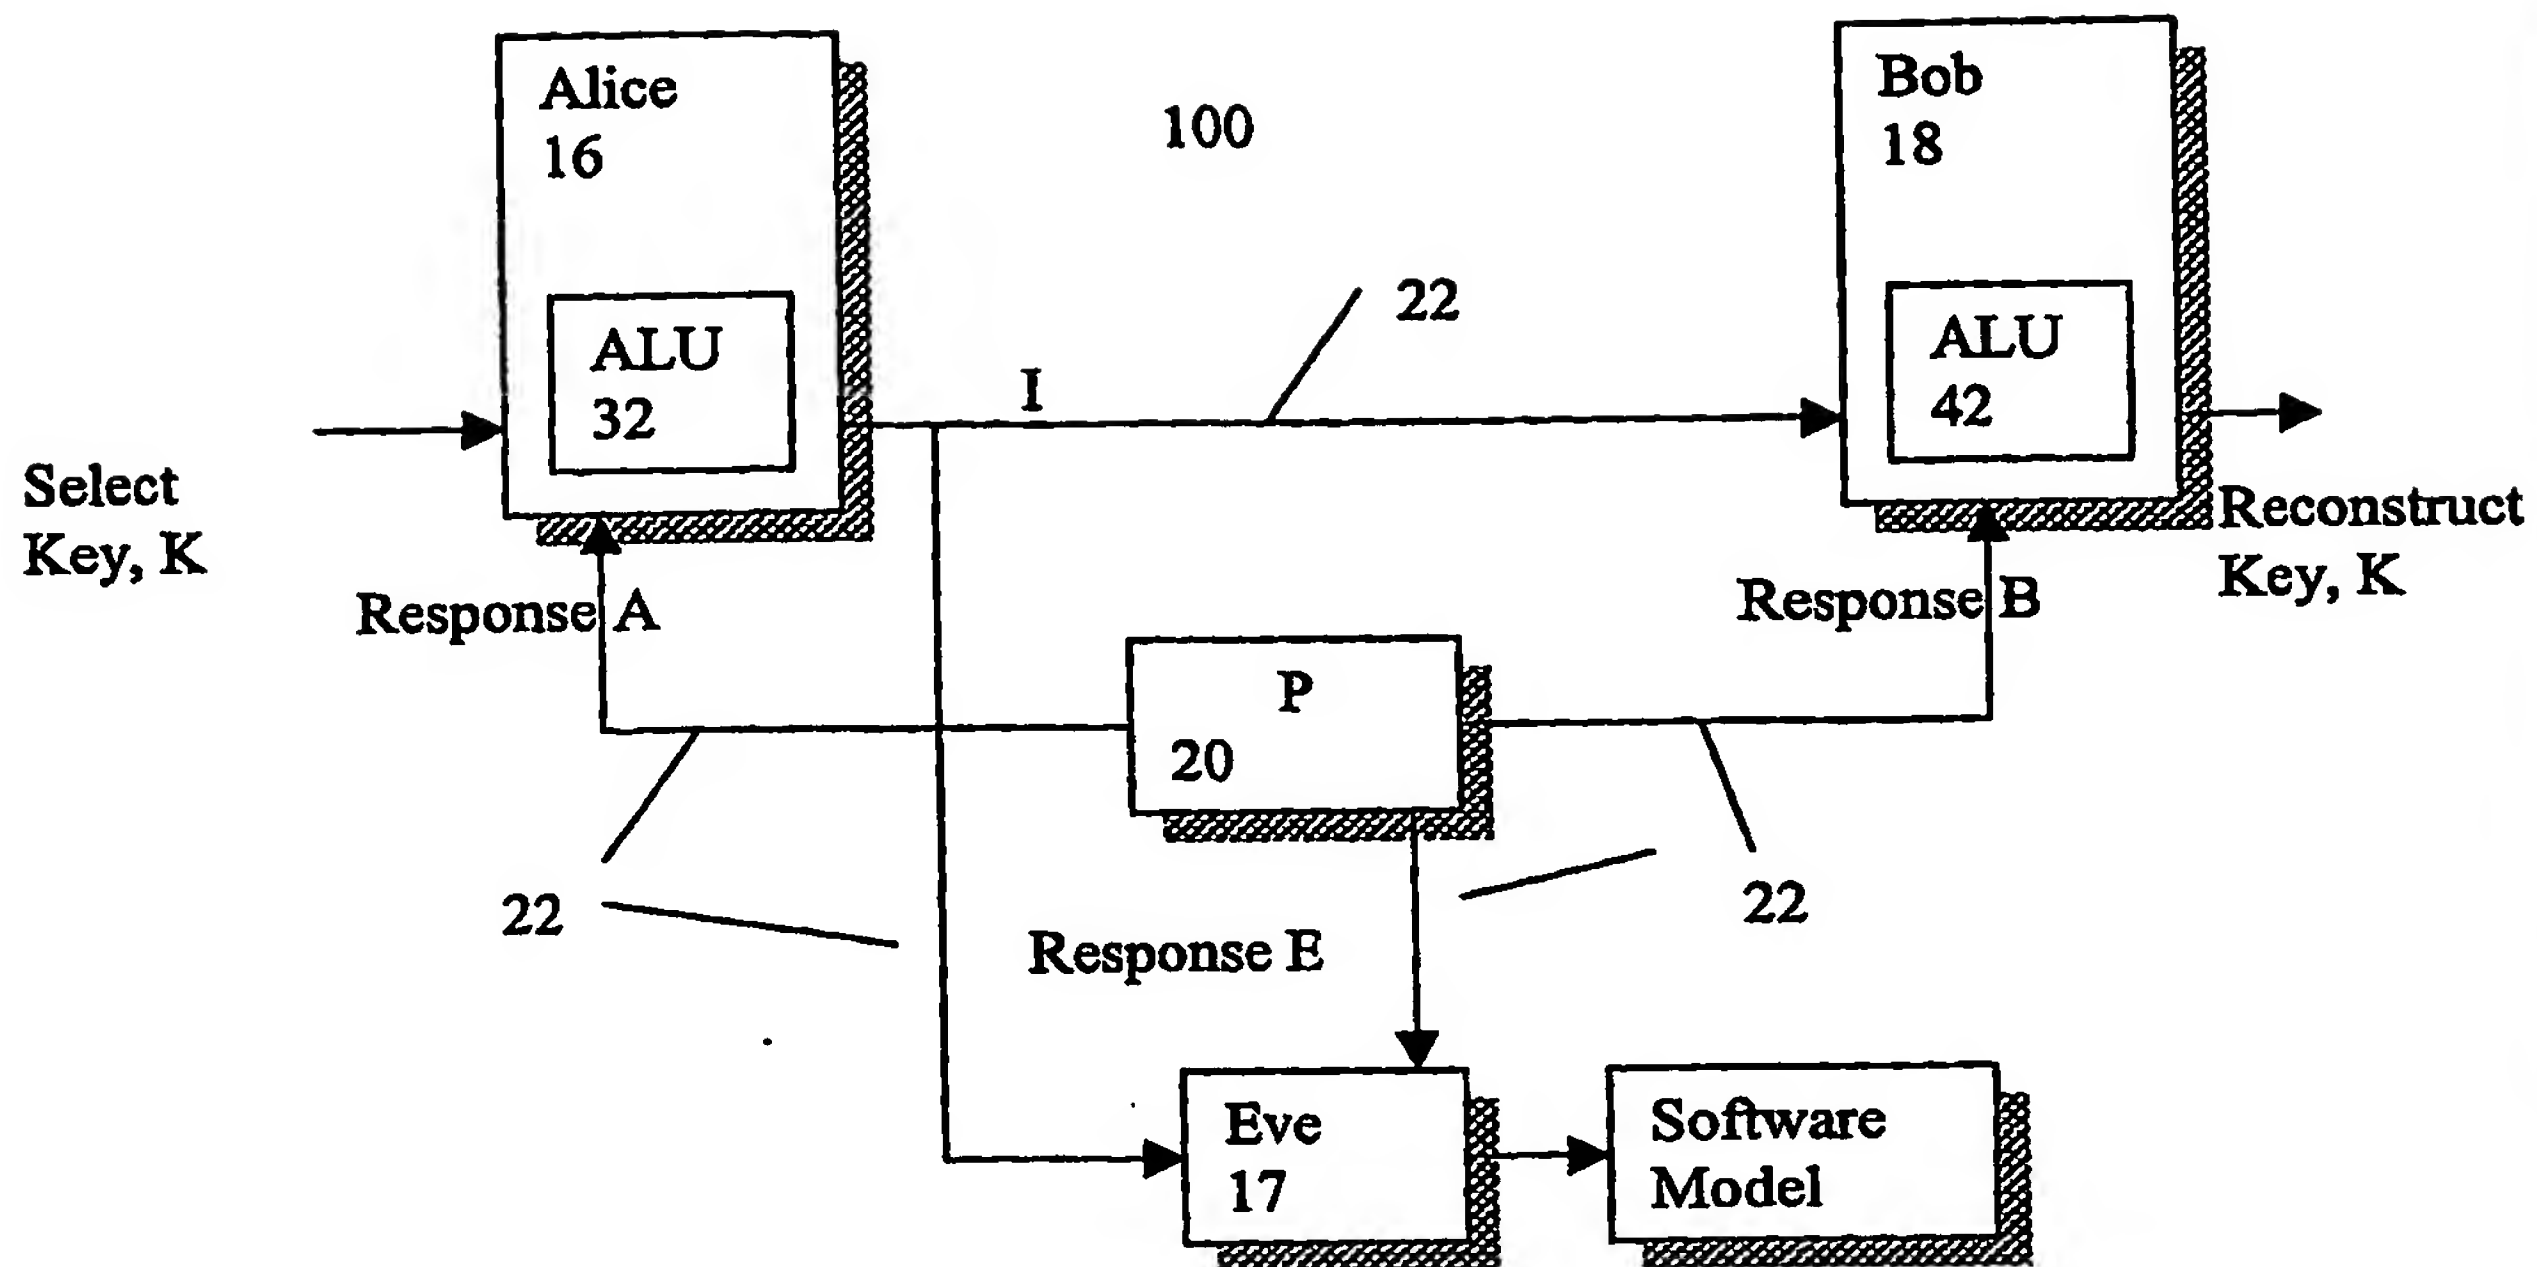 Alice
16
ALU
32
100
22
I
Bob
18
ALU
42
Select
Key, K
Reconstruct
Key, K
Response A
Response B
P
20
22
22
Response E
Eve
17
Software
Model